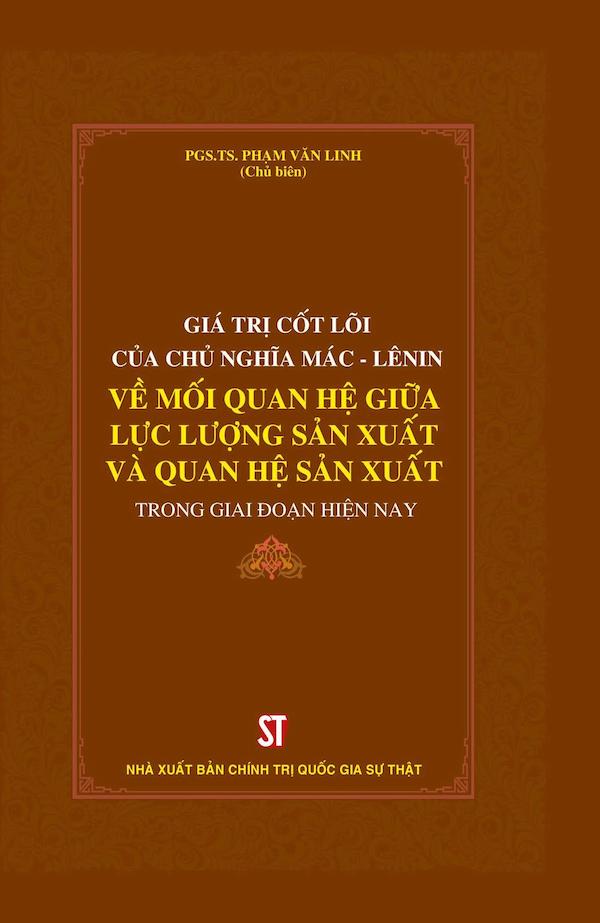 PGS.TS. PHẠM VĂN LINH
(Chủ biên)
GIÁ TRỊ CỐT LÕI
CỦA CHỦ NGHĨA MÁC - LÊNIN
VỀ MỐI QUAN HỆ GIỮA
LỰC LƯỢNG SẢN XUẤT
VÀ QUAN HỆ SẢN XUẤT
TRONG GIAI ĐOẠN HIỆN NAY
ST
NHÀ XUẤT BẢN CHÍNH TRỊ QUỐC GIA SỰ THẬT